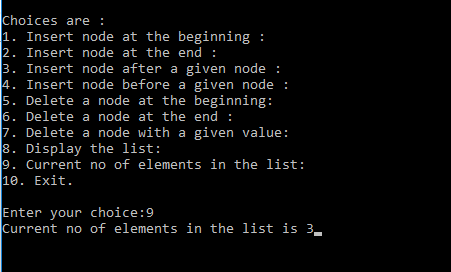 Choices are :
1. Insert node at the beginning :
2. Insert node at the end :
3. Insert node after a given node :
4. Insert node before a given node :
5. Delete a node at the beginning:
6. Delete a node at the end :
7. Delete a node with a given value:
8. Display the list:
9. Current no of elements in the list:
10. Exit.
Enter your choice:9
Current no of elements in the list is 3